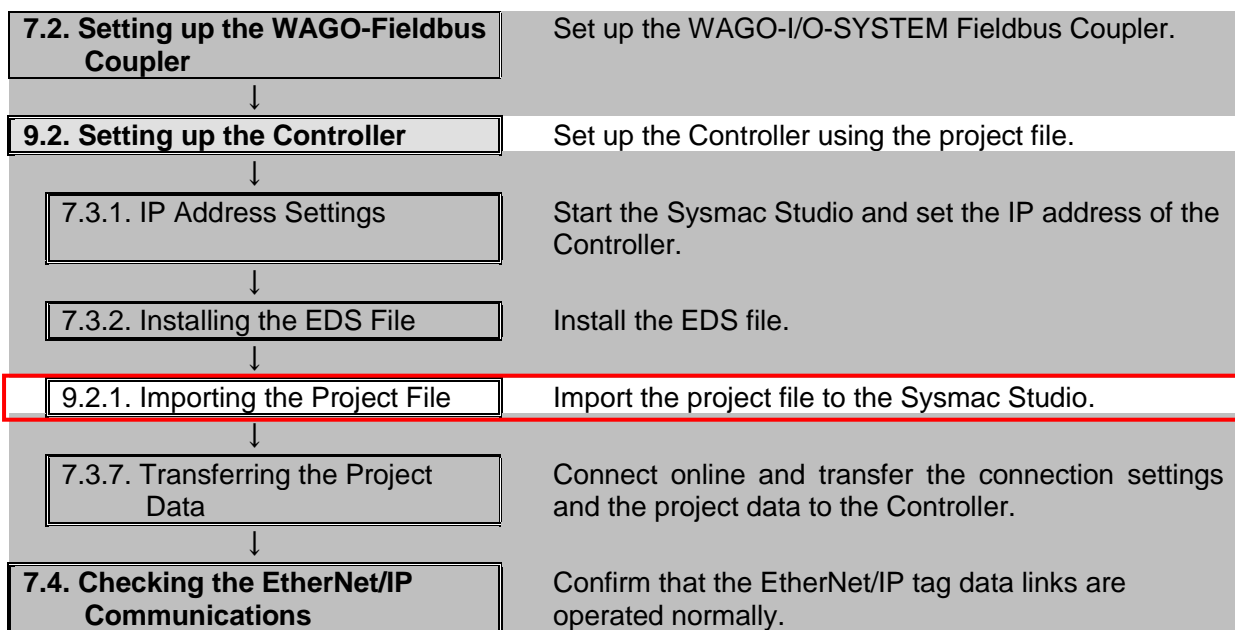 7.2. Setting up the WAGO-Fieldbus Coupler
Set up the WAGO-I/O-SYSTEM Fieldbus Coupler.
↓
9.2. Setting up the Controller
Set up the Controller using the project file.
↓
7.3.1. IP Address Settings
Start the Sysmac Studio and set the IP address of the
Controller.
↓
7.3.2. Installing the EDS File
Install the EDS file.
↓
9.2.1. Importing the Project File
Import the project file to the Sysmac Studio.
↓
7.3.7. Transferring the Project
Data
Connect online and transfer the connection settings
and the project data to the Controller.
↓
7.4. Checking the EtherNet/IP
Communications
Confirm that the EtherNet/IP tag data links are
operated normally.